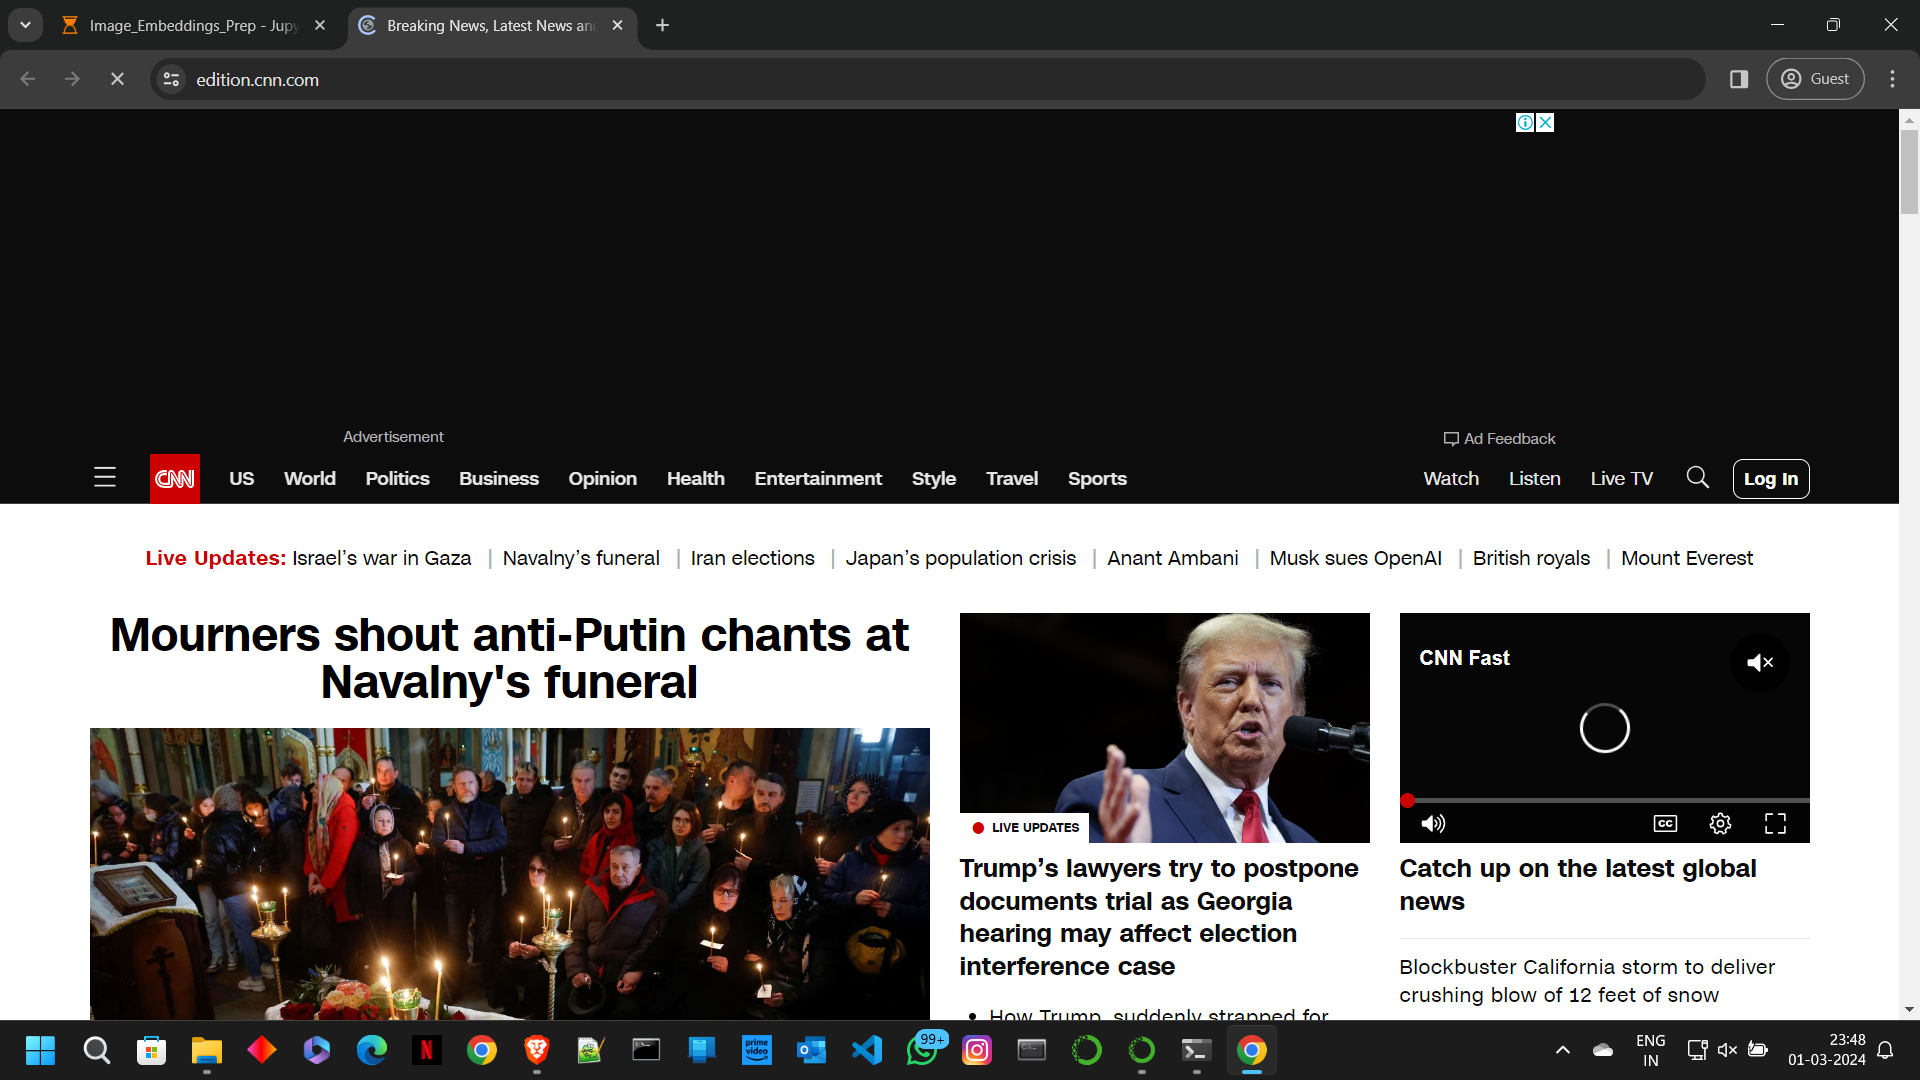 Image_Embeddings_Prep - Jupy
Breaking News, Latest News an
edition.cnn.com
Guest
Advertisement
Ad Feedback
CNN
US World Politics Business Opinion Health Entertainment Style Travel Sports
Watch Listen Live TV Log In
Live Updates: Israel’s war in Gaza | Navalny’s funeral | Iran elections | Japan’s population crisis | Anant Ambani | Musk sues OpenAI | British royals | Mount Everest
Mourners shout anti-Putin chants at
Navalny's funeral
LIVE UPDATES
Trump’s lawyers try to postpone
documents trial as Georgia
hearing may affect election
interference case
• How Trump, suddenly strapped for
CNN Fast
CC
Catch up on the latest global
news
Blockbuster California storm to deliver
crushing blow of 12 feet of snow
N
prime
video
99+
ENG
IN
23:48
01-03-2024